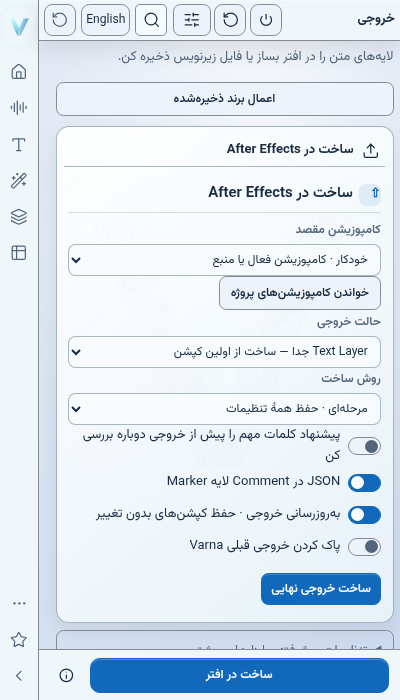 خروجی
English
لایه‌های متن را در افتر بساز یا فایل زیرنویس ذخیره کن.
اعمال برند ذخیره‌شده
ساخت در After Effects
ساخت در After Effects
کامپوزیشن مقصد
خودکار · کامپوزیشن فعال یا منبع
خواندن کامپوزیشن‌های پروژه
حالت خروجی
Text Layer جدا — ساخت از اولین کپشن
روش ساخت
مرحله‌ای · حفظ همهٔ تنظیمات
پیشنهاد کلمات مهم را پیش از خروجی دوباره بررسی
کن
JSON در Comment لایه Marker
به‌روزرسانی خروجی · حفظ کپشن‌های بدون تغییر
پاک کردن خروجی قبلی Varna
ساخت خروجی نهایی
ساخت در افتر